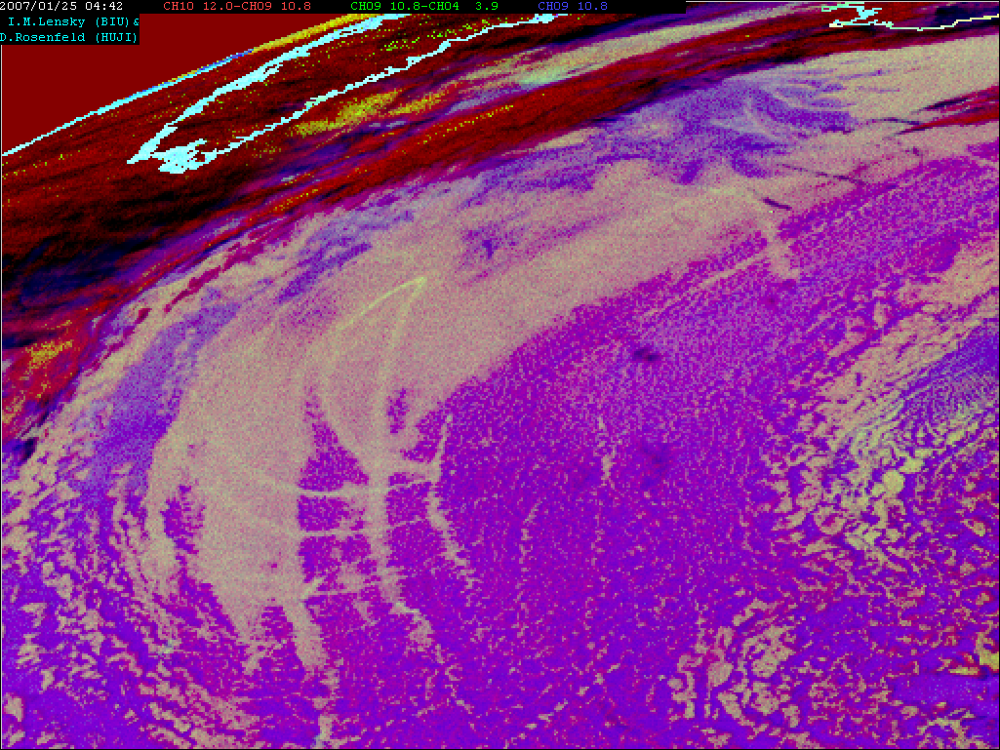 2007/01/25 04:42 CH10 12.0-CH09 10.8 CH09 10.8-CH04 3.9 CH09 10.8
I.M.Lensky (BIU)&
D.Rosenfeld (HUJI)